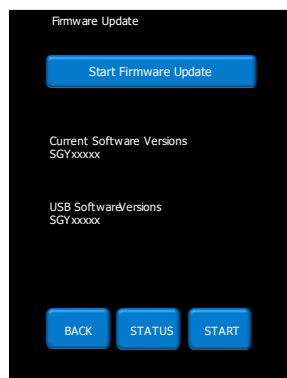 Firmware Update
Start Firmware Update
Current Software Versions
SGYxxxxx
USB SoftwareVersions
SGYxxxxx
BACK STATUS START